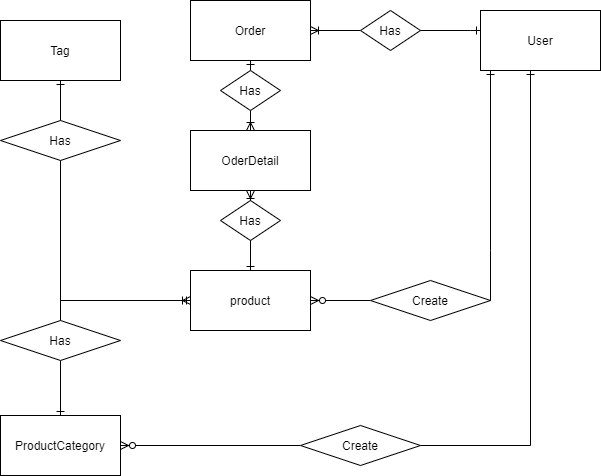 Order
Has
User
Tag
Has
Has
OderDetail
Has
product
Create
Has
ProductCategory
Create